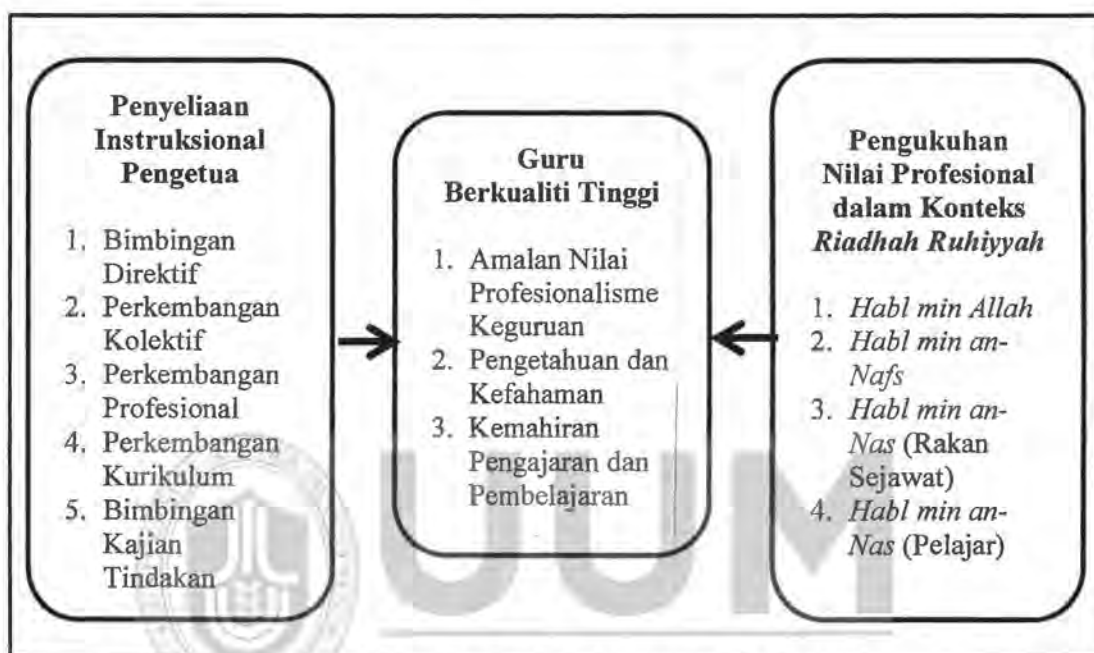 Penyeliaan
Instruksional
Pengetua
1. Bimbingan
Direktif
2. Perkembangan
Kolektif
3. Perkembangan
Profesional
4. Perkembangan
Kurikulum
5. Bimbingan
Kajian
Tindakan
Guru
Berkualiti Tinggi
1. Amalan Nilai
Profesionalisme
Keguruan
2. Pengetahuan dan
Kefahaman
3. Kemahiran
Pengajaran dan
Pembelajaran
Pengukuhan
Nilai Profesional
dalam Konteks
Riadhah Ruhiyyah
1. Habl min Allah
2. Habl min an-
Nafs
3. Habl min an-
Nas (Rakan
Sejawat)
4. Habl min an-
Nas (Pelajar)
UUM